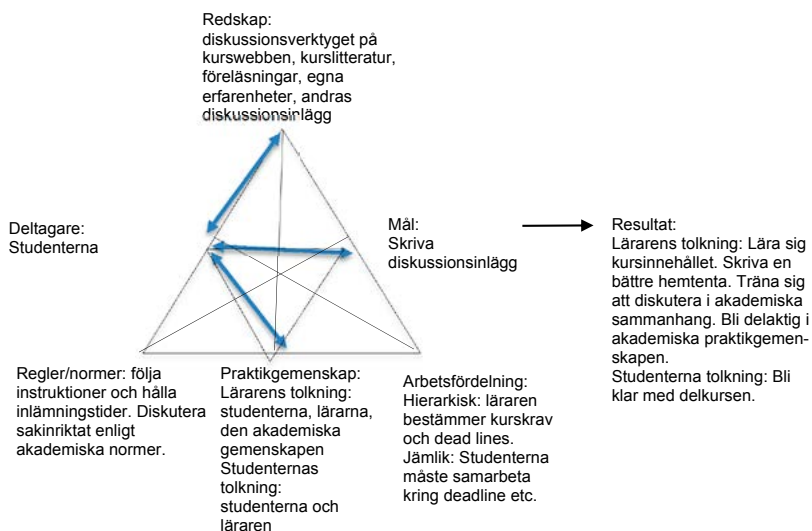 Redskap:
diskussionsverktyget på
kurswebben, kurslitteratur,
föreläsningar, egna
erfarenheter, andras
diskussionsinlägg
Deltagare:
Studenterna
Mål:
Skriva
diskussionsinlägg
Resultat:
Lärarens tolkning: Lära sig
kursinnehållet. Skriva en
bättre hemtenta. Träna sig
att diskutera i akademiska
sammanhang. Bli delaktig i
akademiska praktikgemen-
skapen.
Studenterna tolkning: Bli
klar med delkursen.
Regler/normer: följa
instruktioner och hålla
inlämningstider. Diskutera
sakinriktat enligt
akademiska normer.
Praktikgemenskap:
Lärarens tolkning:
studenterna, lärarna,
den akademiska
gemenskapen
Studenternas
tolkning:
studenterna och
läraren
Arbetsfördelning:
Hierarkisk: läraren
bestämmer kurskrav
och dead lines.
Jämlik: Studenterna
måste samarbeta
kring deadline etc.